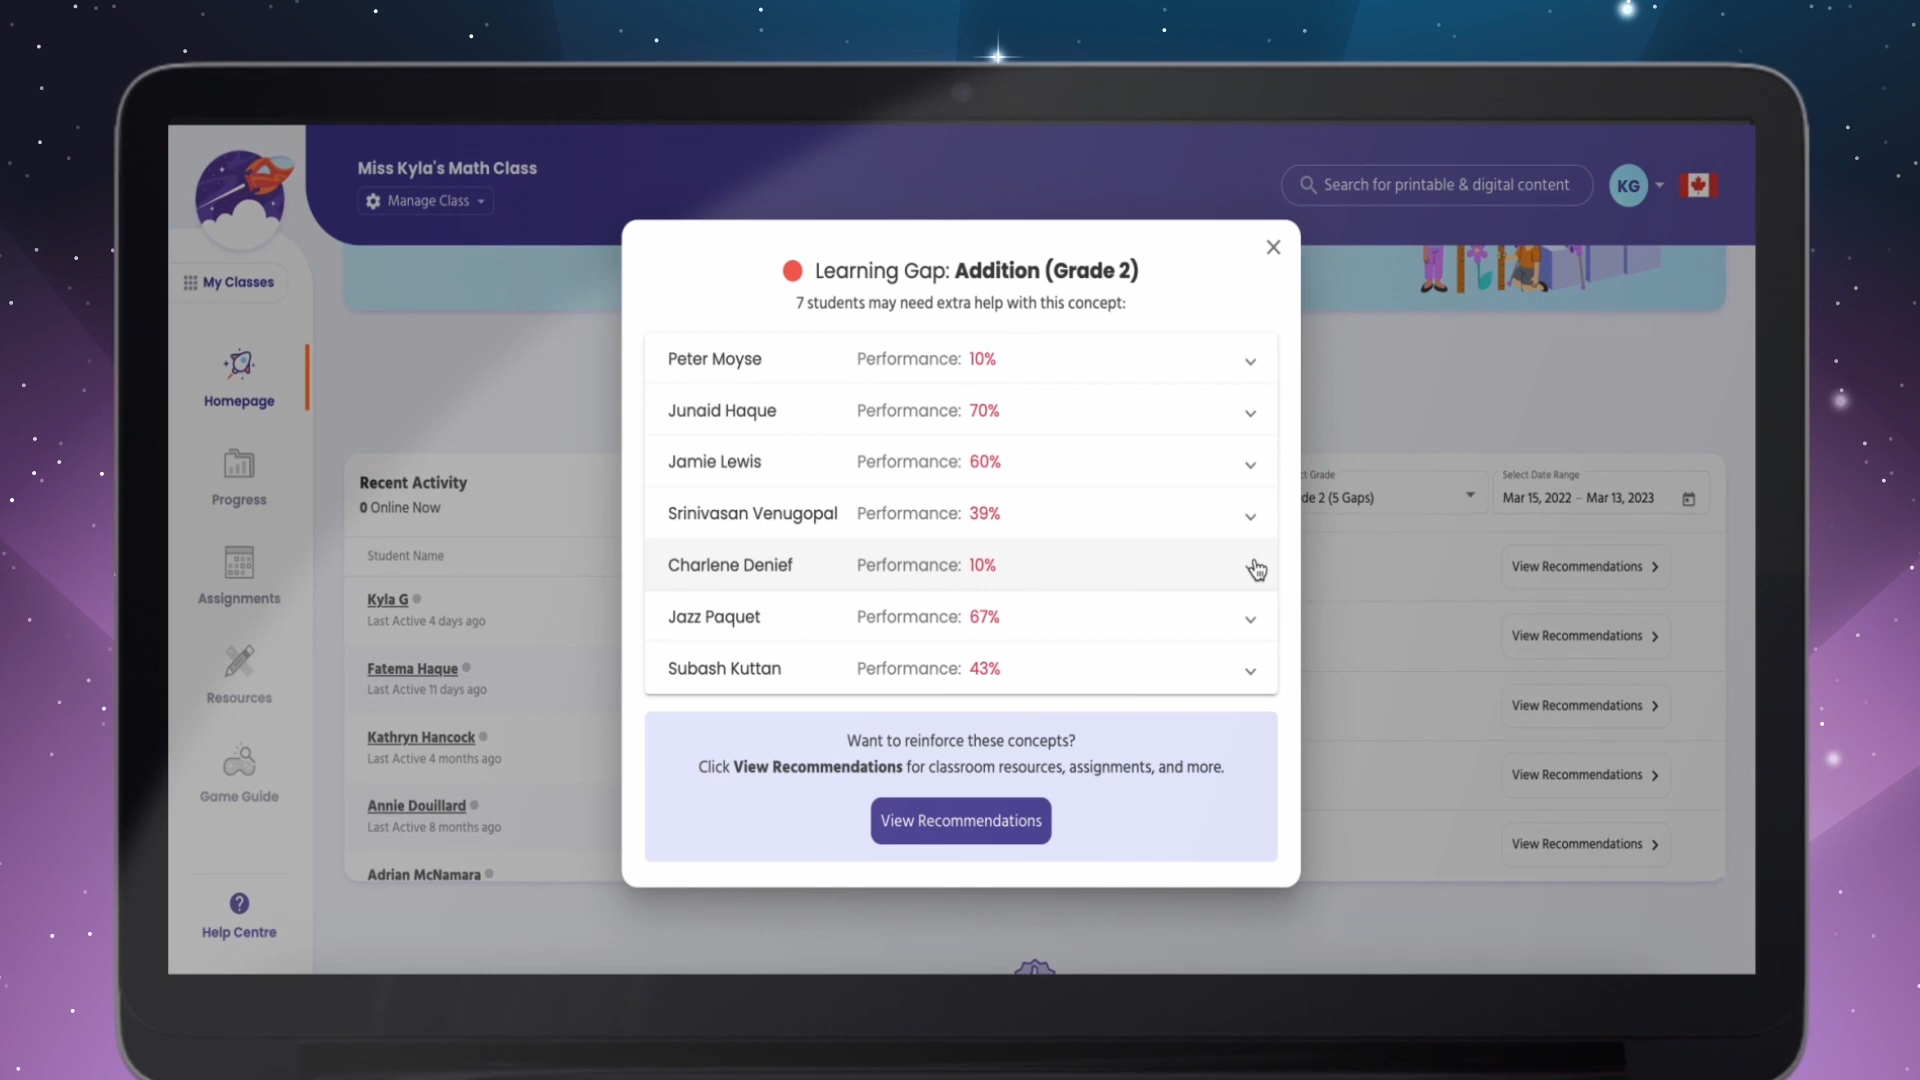 Miss Kyla's Math Class
Manage Class
Search for printable & digital content
KG
My Classes
Homepage
Progress
Assignments
Resources
Game Guide
Help Centre
Recent Activity
0 Online Now
Student Name
Kyla G
Last Active 4 days ago
Fatema Haque
Last Active 11 days ago
Kathryn Hancock
Last Active 4 months ago
Annie Douillard
Last Active 8 months ago
Adrian McNamara
Learning Gap: Addition (Grade 2)
7 students may need extra help with this concept:
Peter Moyse Performance: 10%
Junaid Haque Performance: 70%
Jamie Lewis Performance: 60%
Srinivasan Venugopal Performance: 39%
Charlene Denief Performance: 10%
Jazz Paquet Performance: 67%
Subash Kuttan Performance: 43%
Want to reinforce these concepts?
Click View Recommendations for classroom resources, assignments, and more.
View Recommendations
ct Grade
de 2 (5 Gaps)
Select Date Range
Mar 15, 2022 – Mar 13, 2023
View Recommendations
View Recommendations
View Recommendations
View Recommendations
View Recommendations